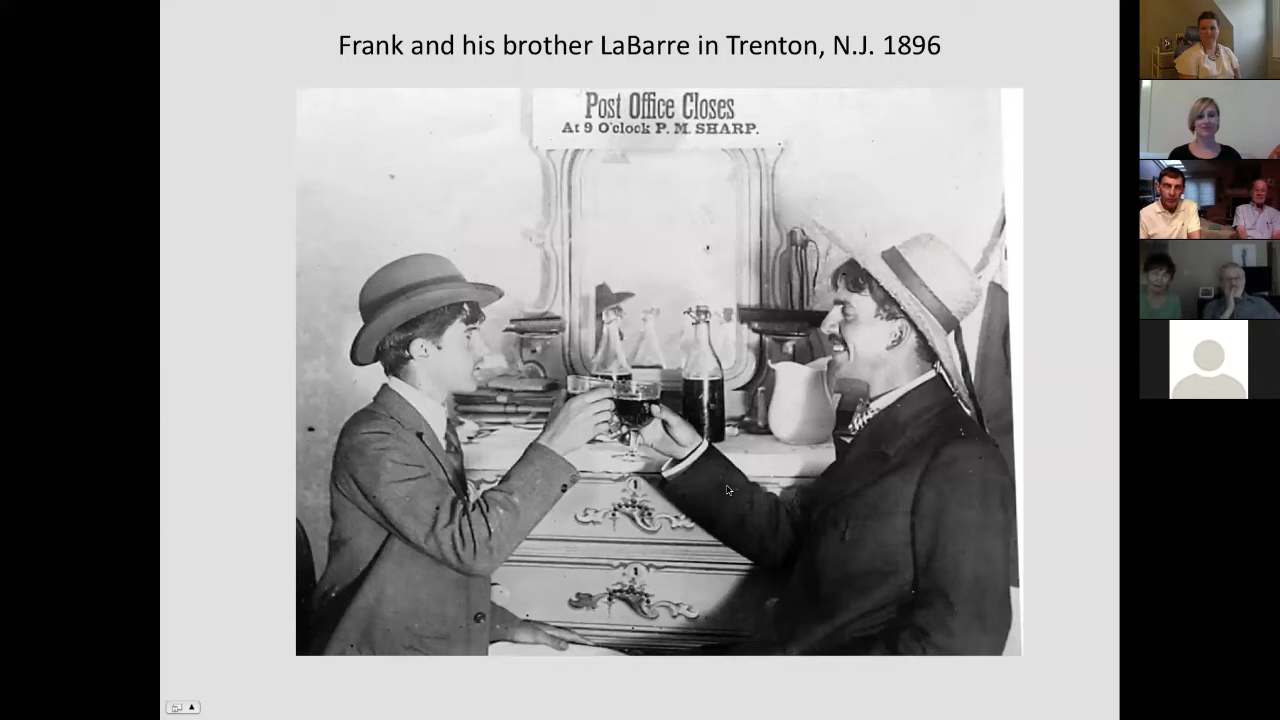 Frank and his brother LaBarre in Trenton, N.J. 1896
Post Office Closes
At 9 O'clock P. M. SHARP.